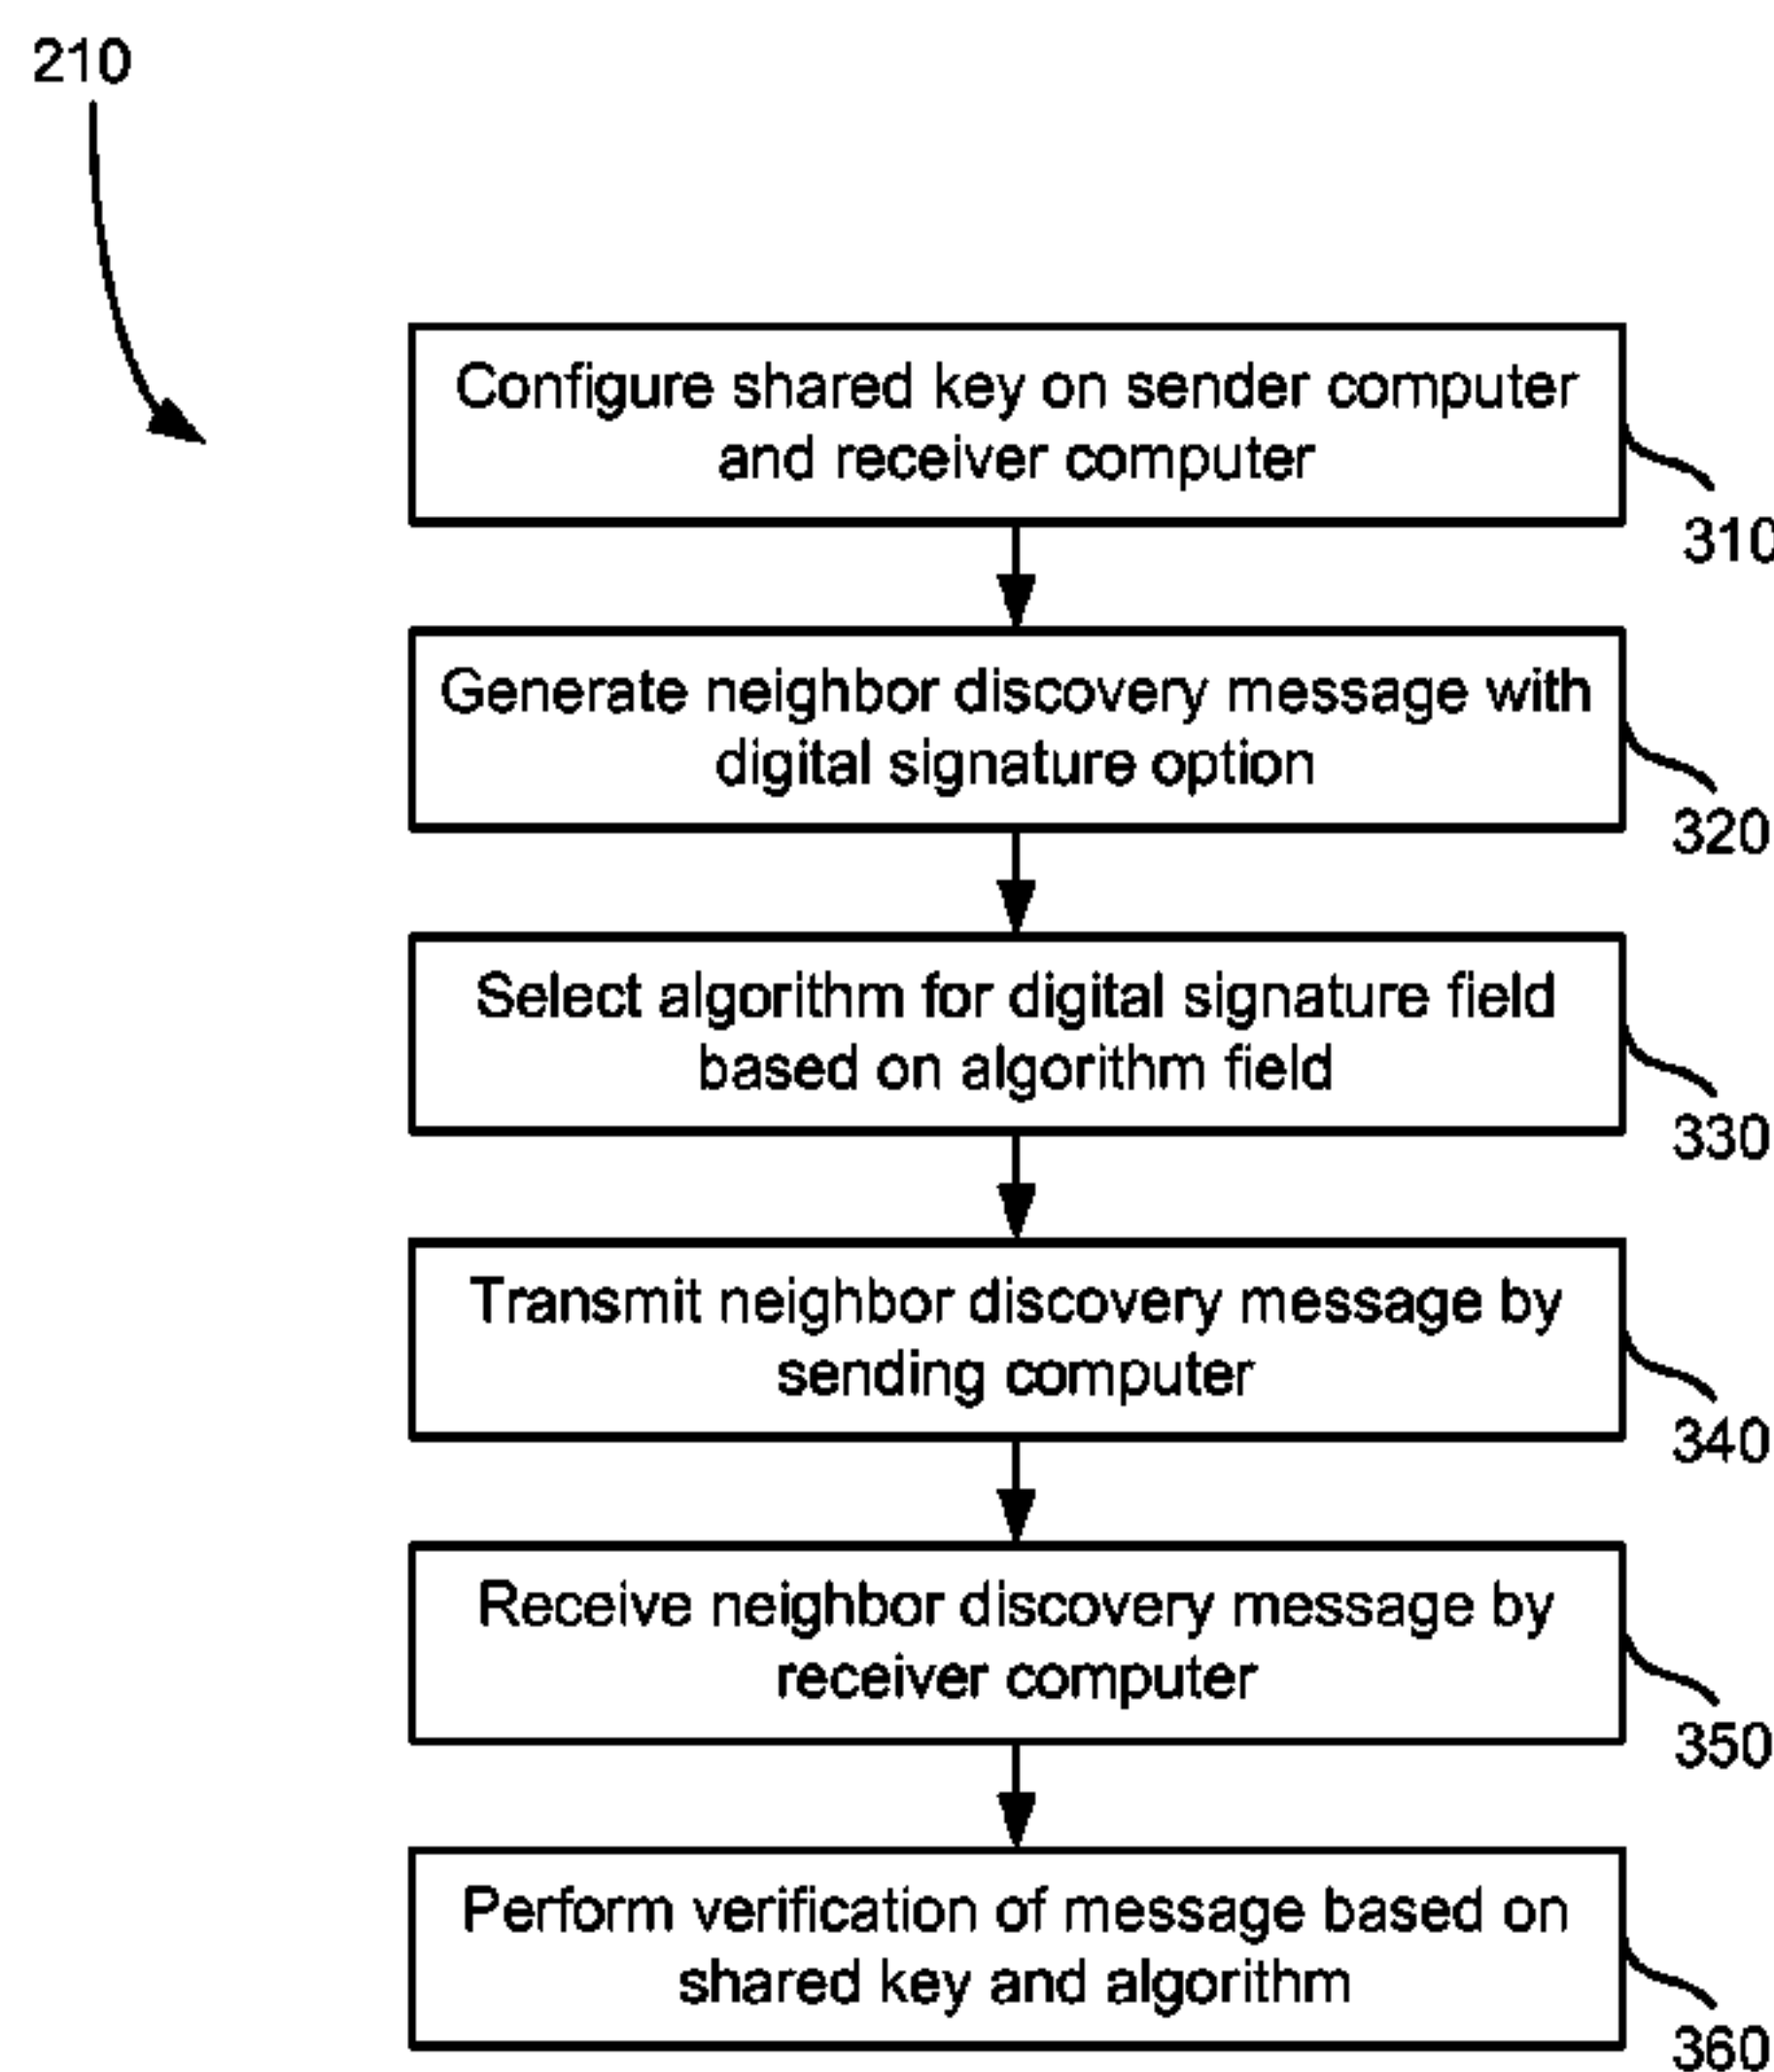 210
Configure shared key on sender computer
and receiver computer
310
Generate neighbor discovery message with
digital signature option
320
Select algorithm for digital signature field
based on algorithm field
330
Transmit neighbor discovery message by
sending computer
340
Receive neighbor discovery message by
receiver computer
350
Perform verification of message based on
shared key and algorithm
360